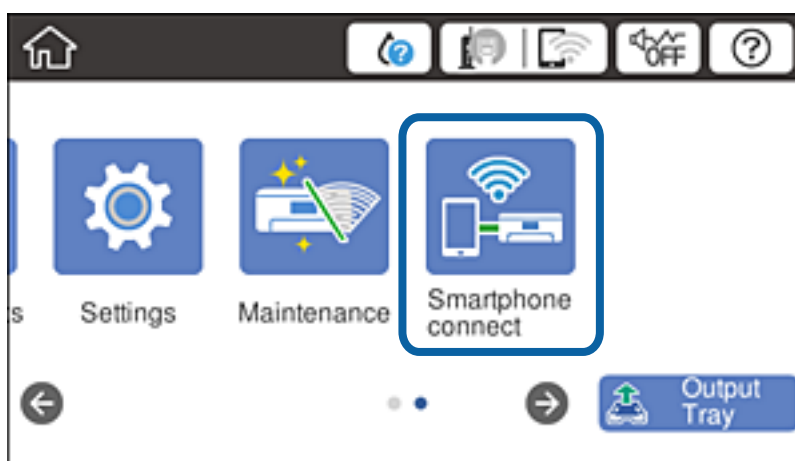 ?
OFF
?
s
Settings
Maintenance
Smartphone
connect
Output
Tray